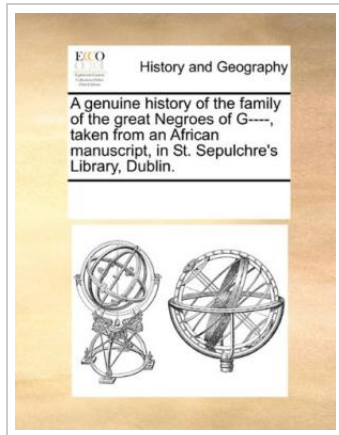 ECCO
History and Geography
A genuine history of the family
of the great Negroes of G----,
taken from an African
manuscript, in St. Sepulchre's
Library, Dublin.